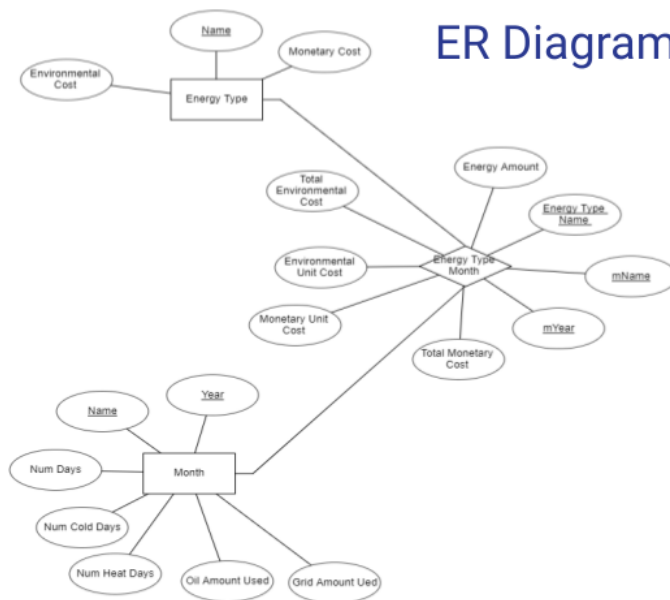 ER Diagram
Name
Monetary Cost
Environmental
Cost
Energy Type
Energy Amount
Total
Environmental
Cost
Energy Type
Name
Environmental
Unit Cost
Energy Type
Month
mName
Monetary Unit
Cost
mYear
Total Monetary
Cost
Name
Year
Num Days
Month
Num Cold Days
Num Heat Days
Oil Amount Used
Grid Amount Ued